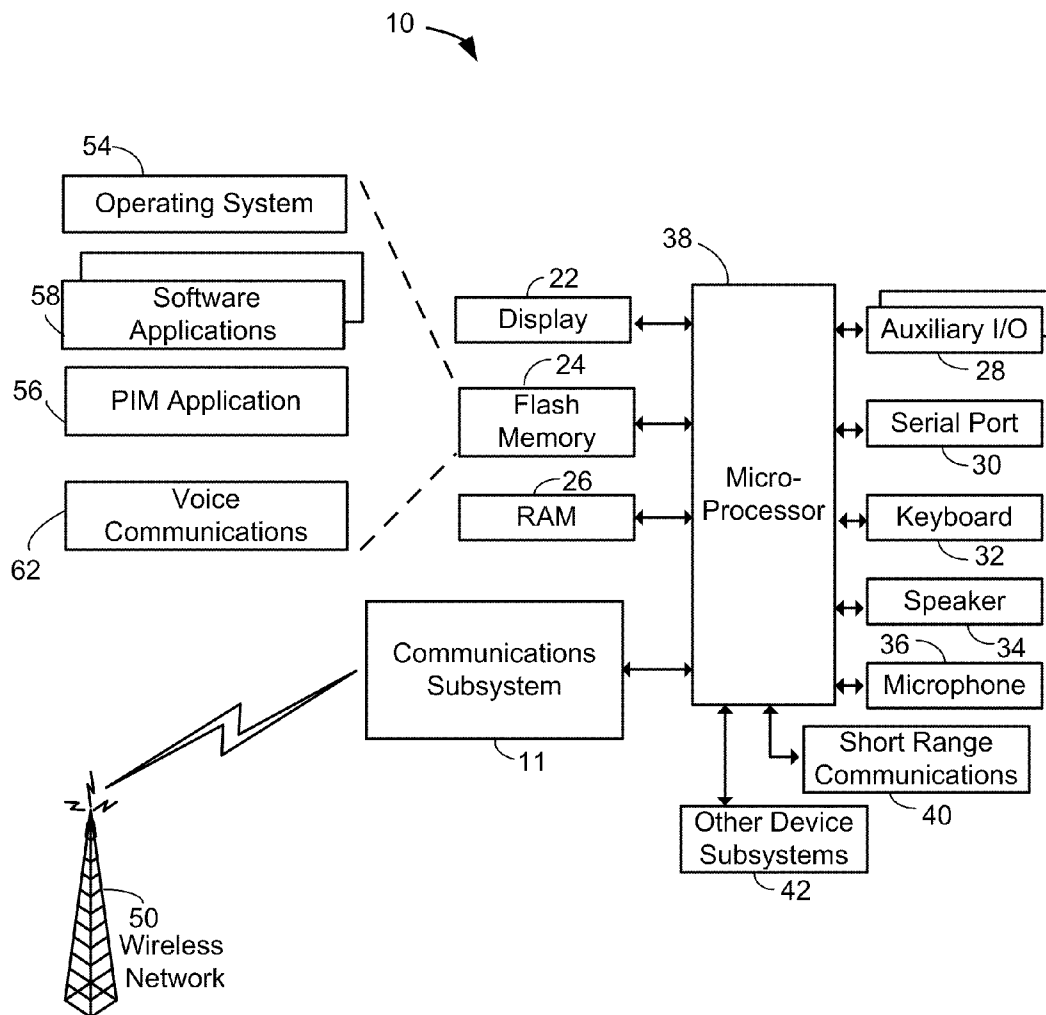 10
54
Operating System
58
Software
Applications
56
PIM Application
62
Voice
Communications
22
Display
24
Flash
Memory
26
RAM
38
Micro-
Processor
Auxiliary I/O
28
Serial Port
30
Keyboard
32
Speaker
34
36
Microphone
Communications
Subsystem
11
Short Range
Communications
40
Other Device
Subsystems
42
50
Wireless
Network